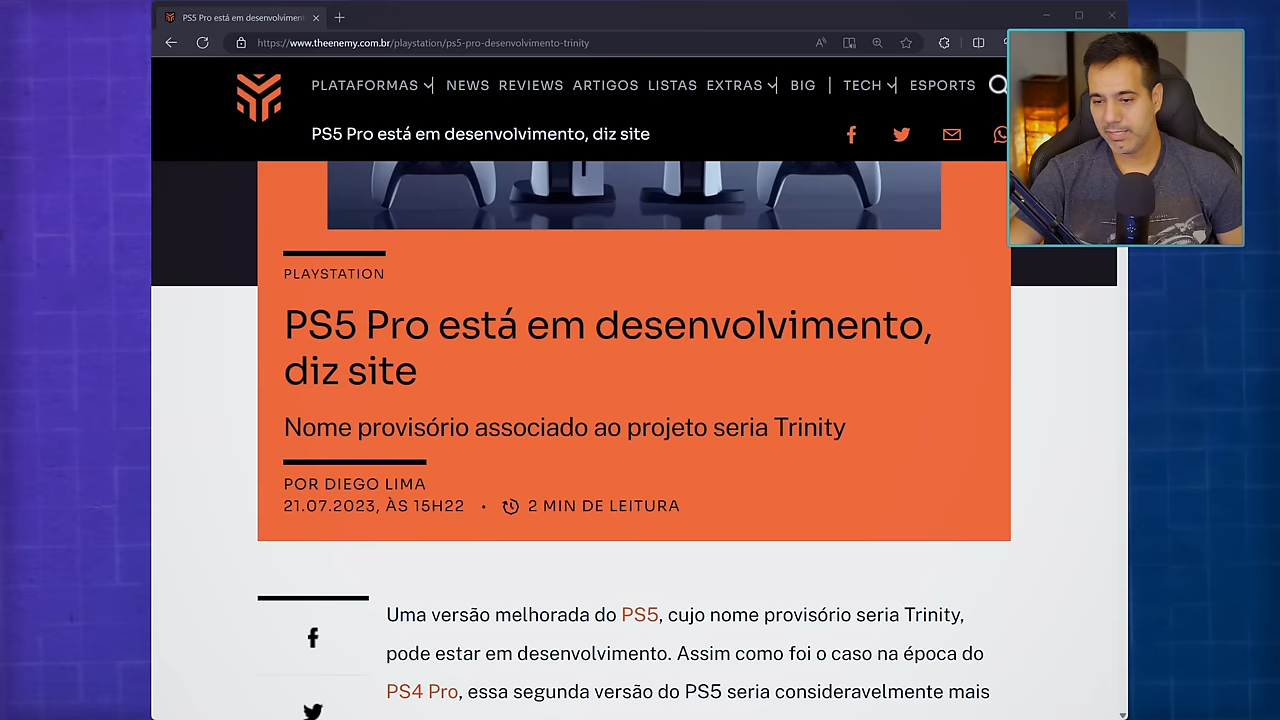 PS5 Pro está em desenvolviment
https://www.theenemy.com.br/playstation/ps5-pro-desenvolvimento-trinity
PLATAFORMAS NEWS REVIEWS ARTIGOS LISTAS EXTRAS BIG TECH ESPORTS
PS5 Pro está em desenvolvimento, diz site
PLAYSTATION
PS5 Pro está em desenvolvimento,
diz site
Nome provisório associado ao projeto seria Trinity
POR DIEGO LIMA
21.07.2023, ÀS 15H22 • 2 MIN DE LEITURA
Uma versão melhorada do PS5, cujo nome provisório seria Trinity,
pode estar em desenvolvimento. Assim como foi o caso na época do
PS4 Pro, essa segunda versão do PS5 seria consideravelmente mais